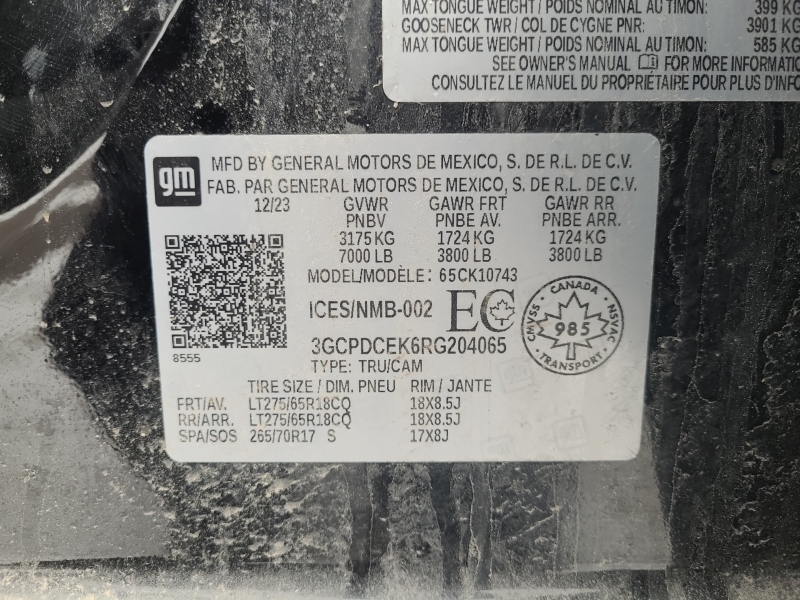 MAX TONGUE WEIGHT / POIDS NOMINAL AU TIMON: 399 KG
GOOSENECK TWR / COL DE CYGNE PNR: 3901 KG
MAX TONGUE WEIGHT / POIDS NOMINAL AU TIMON: 585 KG
SEE OWNER'S MANUAL FOR MORE INFORMATIO
CONSULTEZ LE MANUEL DU PROPRIÉTAIRE POUR PLUS D'INFO
gm
MFD BY GENERAL MOTORS DE MEXICO, S. DE R.L. DE C.V.
FAB. PAR GENERAL MOTORS DE MEXICO, S. DE R.L. DE C.V.
12/23 GVWR GAWR FRT GAWR RR
PNBV PNBE AV. PNBE ARR.
3175 KG 1724 KG 1724 KG
7000 LB 3800 LB 3800 LB
MODEL/MODÈLE: 65CK10743
ICES/NMB-002 EC
CANADA
CMVSS 985 NSVAC
TRANSPORT
3GCPDCEK6RG204065
8555
TYPE: TRU/CAM
TIRE SIZE / DIM. PNEU RIM / JANTE
FRT/AV. LT275/65R18CQ 18X8.5J
RR/ARR. LT275/65R18CQ 18X8.5J
SPA/SOS 265/70R17 S 17X8J